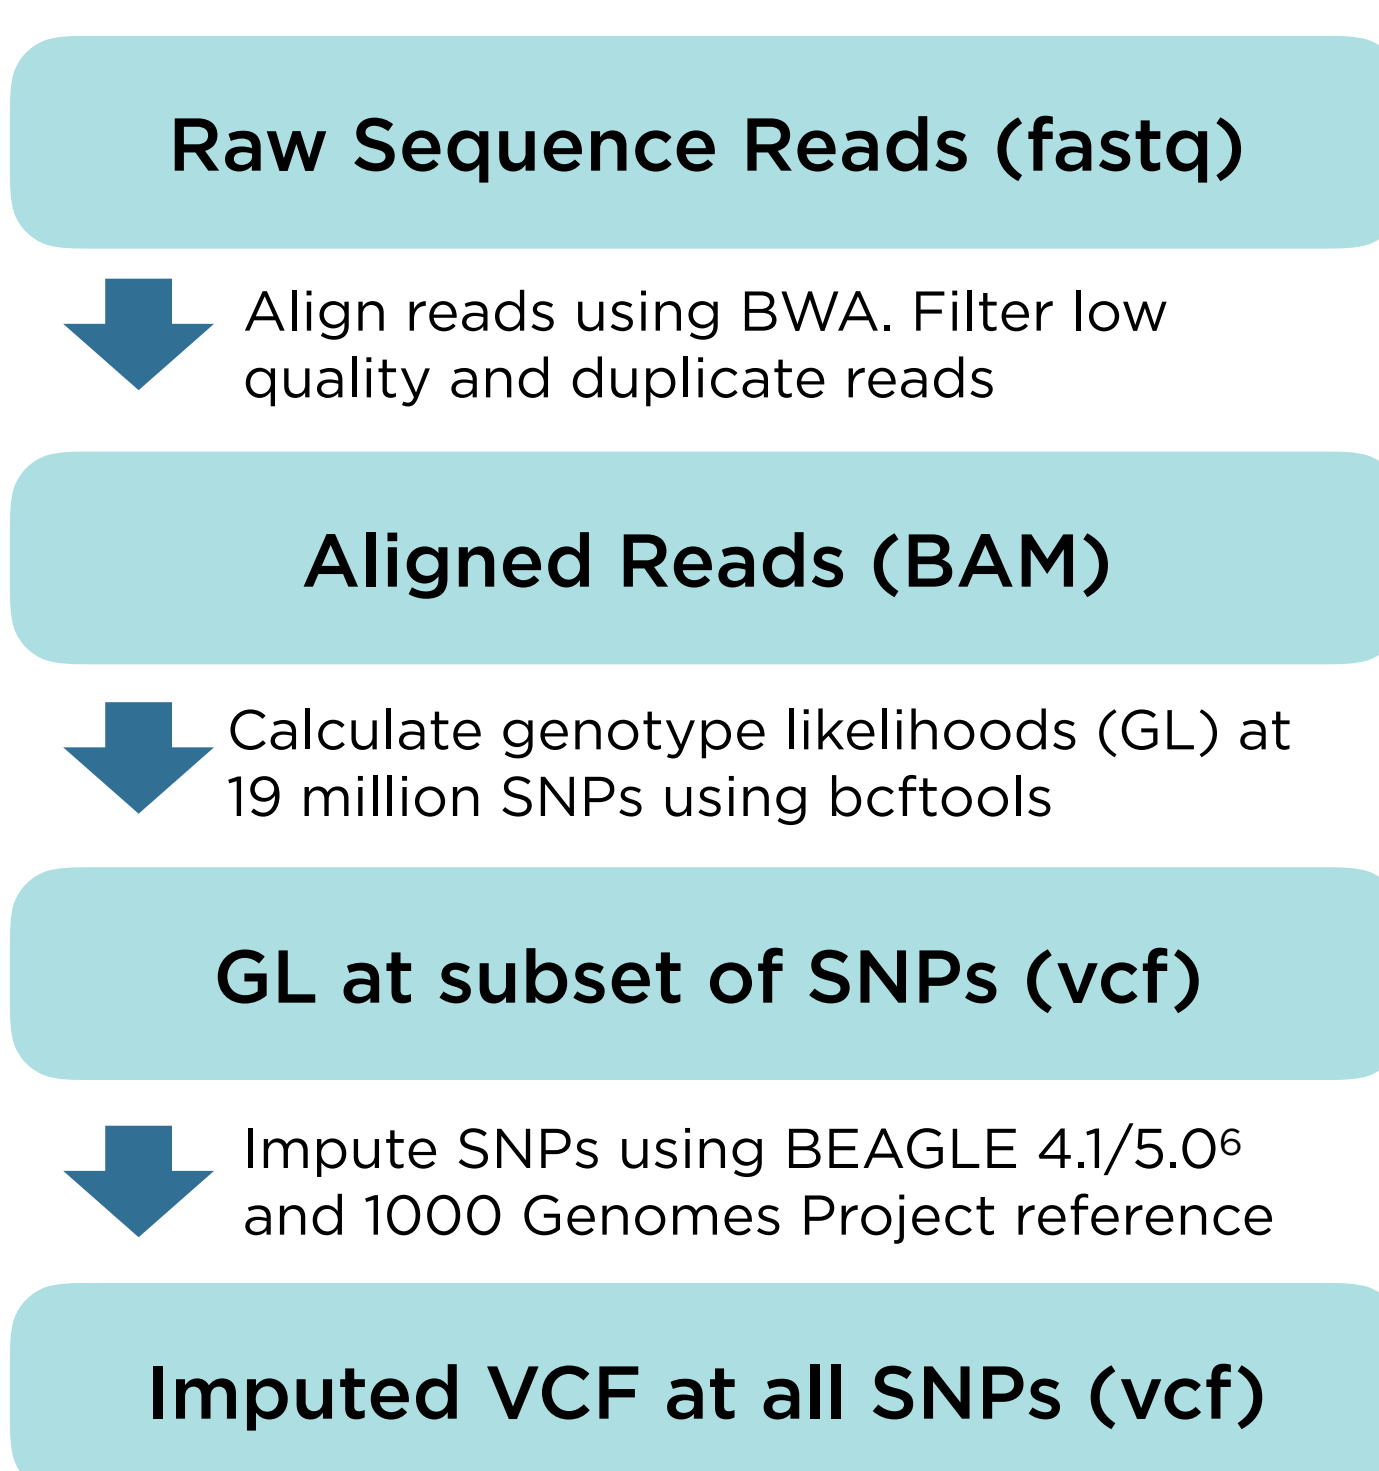 Raw Sequence Reads (fastq)
Align reads using BWA. Filter low
quality and duplicate reads
Aligned Reads (BAM)
Calculate genotype likelihoods (GL) at
19 million SNPs using bcftools
GL at subset of SNPs (vcf)
Impute SNPs using BEAGLE 4.1/5.0⁶
and 1000 Genomes Project reference
Imputed VCF at all SNPs (vcf)